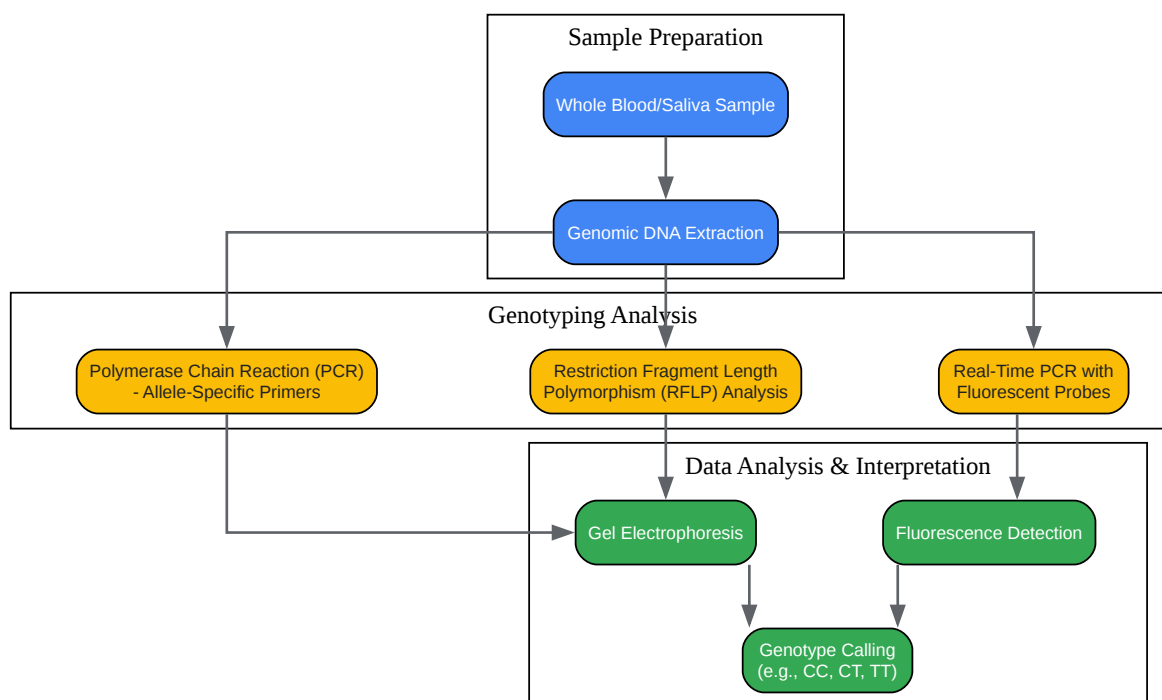 Sample Preparation
Whole Blood/Saliva Sample
Genomic DNA Extraction
Genotyping Analysis
Polymerase Chain Reaction (PCR)
- Allele-Specific Primers
Restriction Fragment Length
Polymorphism (RFLP) Analysis
Real-Time PCR with
Fluorescent Probes
Data Analysis & Interpretation
Gel Electrophoresis
Fluorescence Detection
Genotype Calling
(e.g., CC, CT, TT)